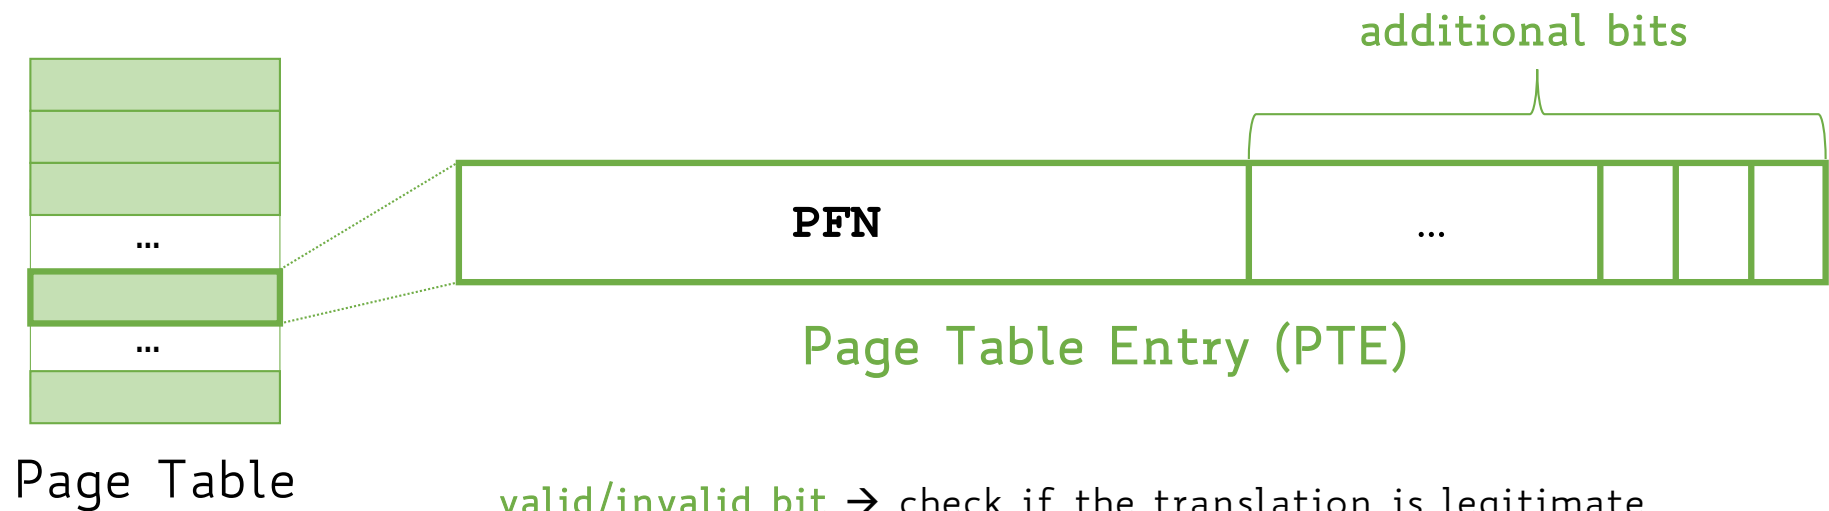 additional bits
...
PFN
...
Page Table Entry (PTE)
...
Page Table
valid/invalid bit → check if the translation is legitimate